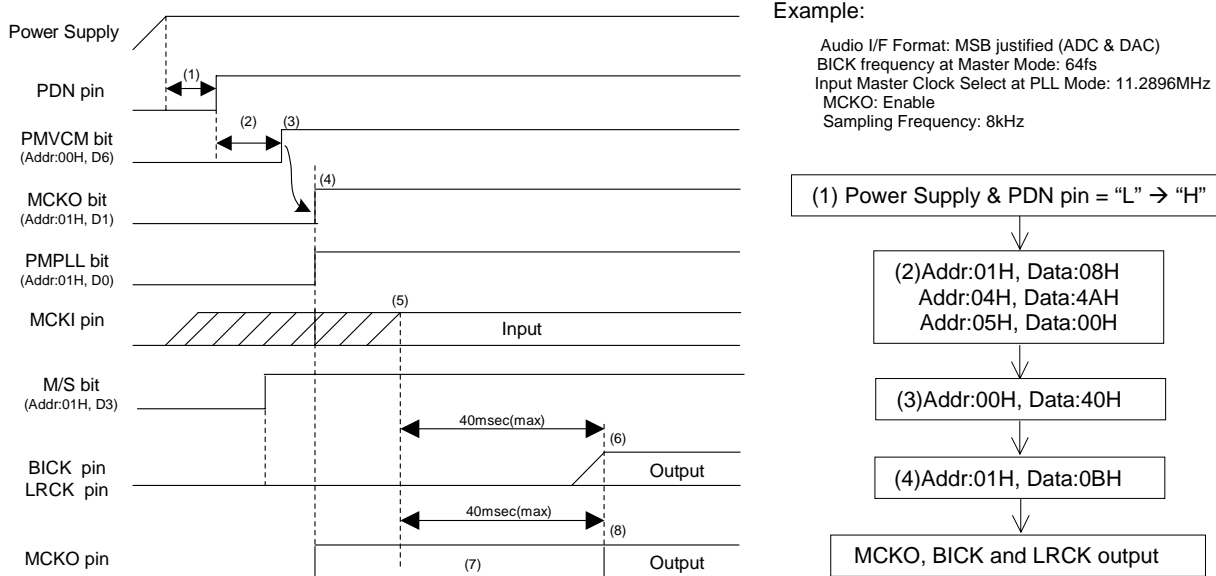 Power Supply
(1)
PDN pin
(2)
(3)
PMVCM bit
(Addr:00H, D6)
(4)
MCKO bit
(Addr:01H, D1)
PMPLL bit
(Addr:01H, D0)
(5)
MCKI pin
Input
M/S bit
(Addr:01H, D3)
40msec(max)
(6)
BICK pin
LRCK pin
Output
40msec(max)
(8)
MCKO pin
(7)
Output
Example:
Audio I/F Format: MSB justified (ADC & DAC)
BICK frequency at Master Mode: 64fs
Input Master Clock Select at PLL Mode: 11.2896MHz
MCKO: Enable
Sampling Frequency: 8kHz
(1) Power Supply & PDN pin = “L” → “H”
(2)Addr:01H, Data:08H
Addr:04H, Data:4AH
Addr:05H, Data:00H
(3)Addr:00H, Data:40H
(4)Addr:01H, Data:0BH
MCKO, BICK and LRCK output